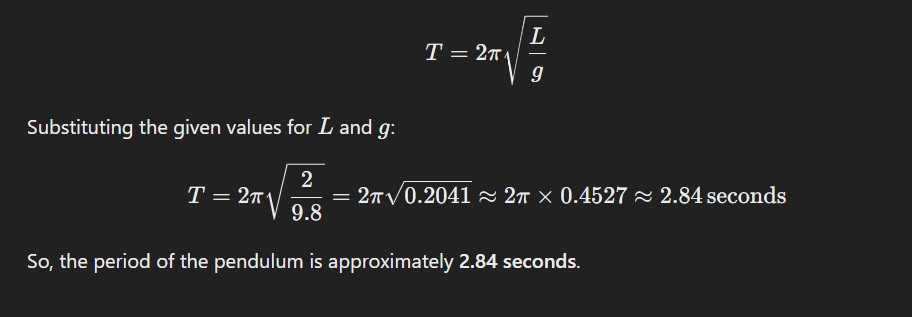 T = 2π√(L/g)
Substituting the given values for L and g:
T = 2π√(2/9.8) = 2π√0.2041 ≈ 2π × 0.4527 ≈ 2.84 seconds
So, the period of the pendulum is approximately 2.84 seconds.